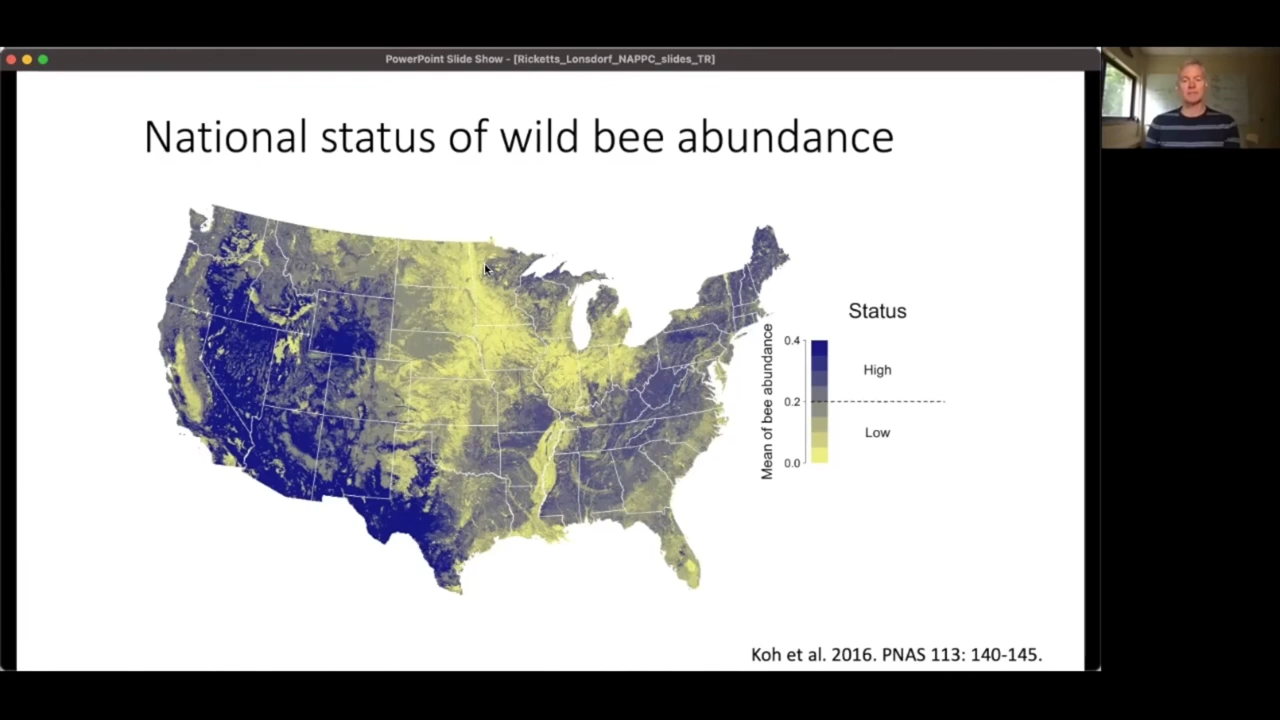 PowerPoint Slide Show - [Ricketts_Lonsdorf_NAPPC_slides_TR]
National status of wild bee abundance
Status
Mean of bee abundance
0.4
High
0.2
Low
0.0
Koh et al. 2016. PNAS 113: 140-145.